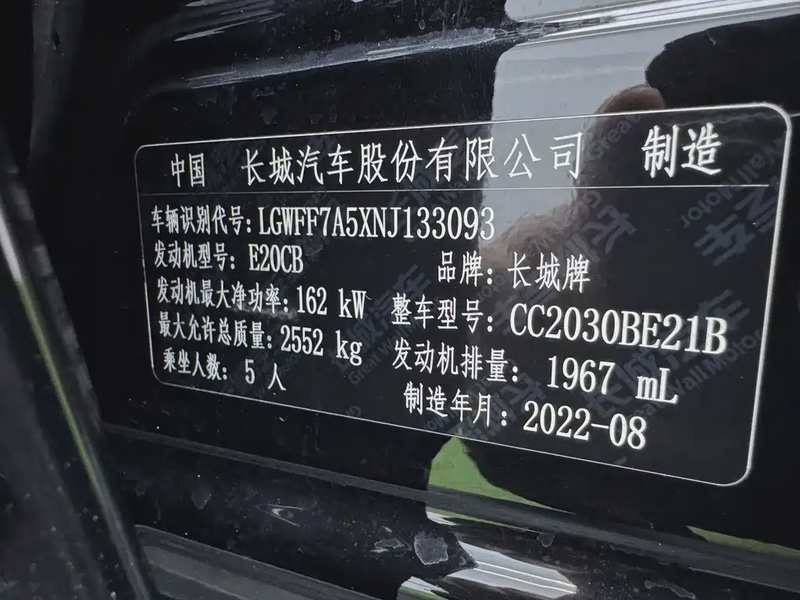 中国 长城汽车股份有限公司 制造
车辆识别代号: LGWFF7A5XNJ133093
发动机型号: E20CB
品牌: 长城牌
发动机最大净功率: 162 kW
整车型号: CC2030BE21B
最大允许总质量: 2552 kg
发动机排量: 1967 mL
乘坐人数: 5 人
制造年月: 2022-08